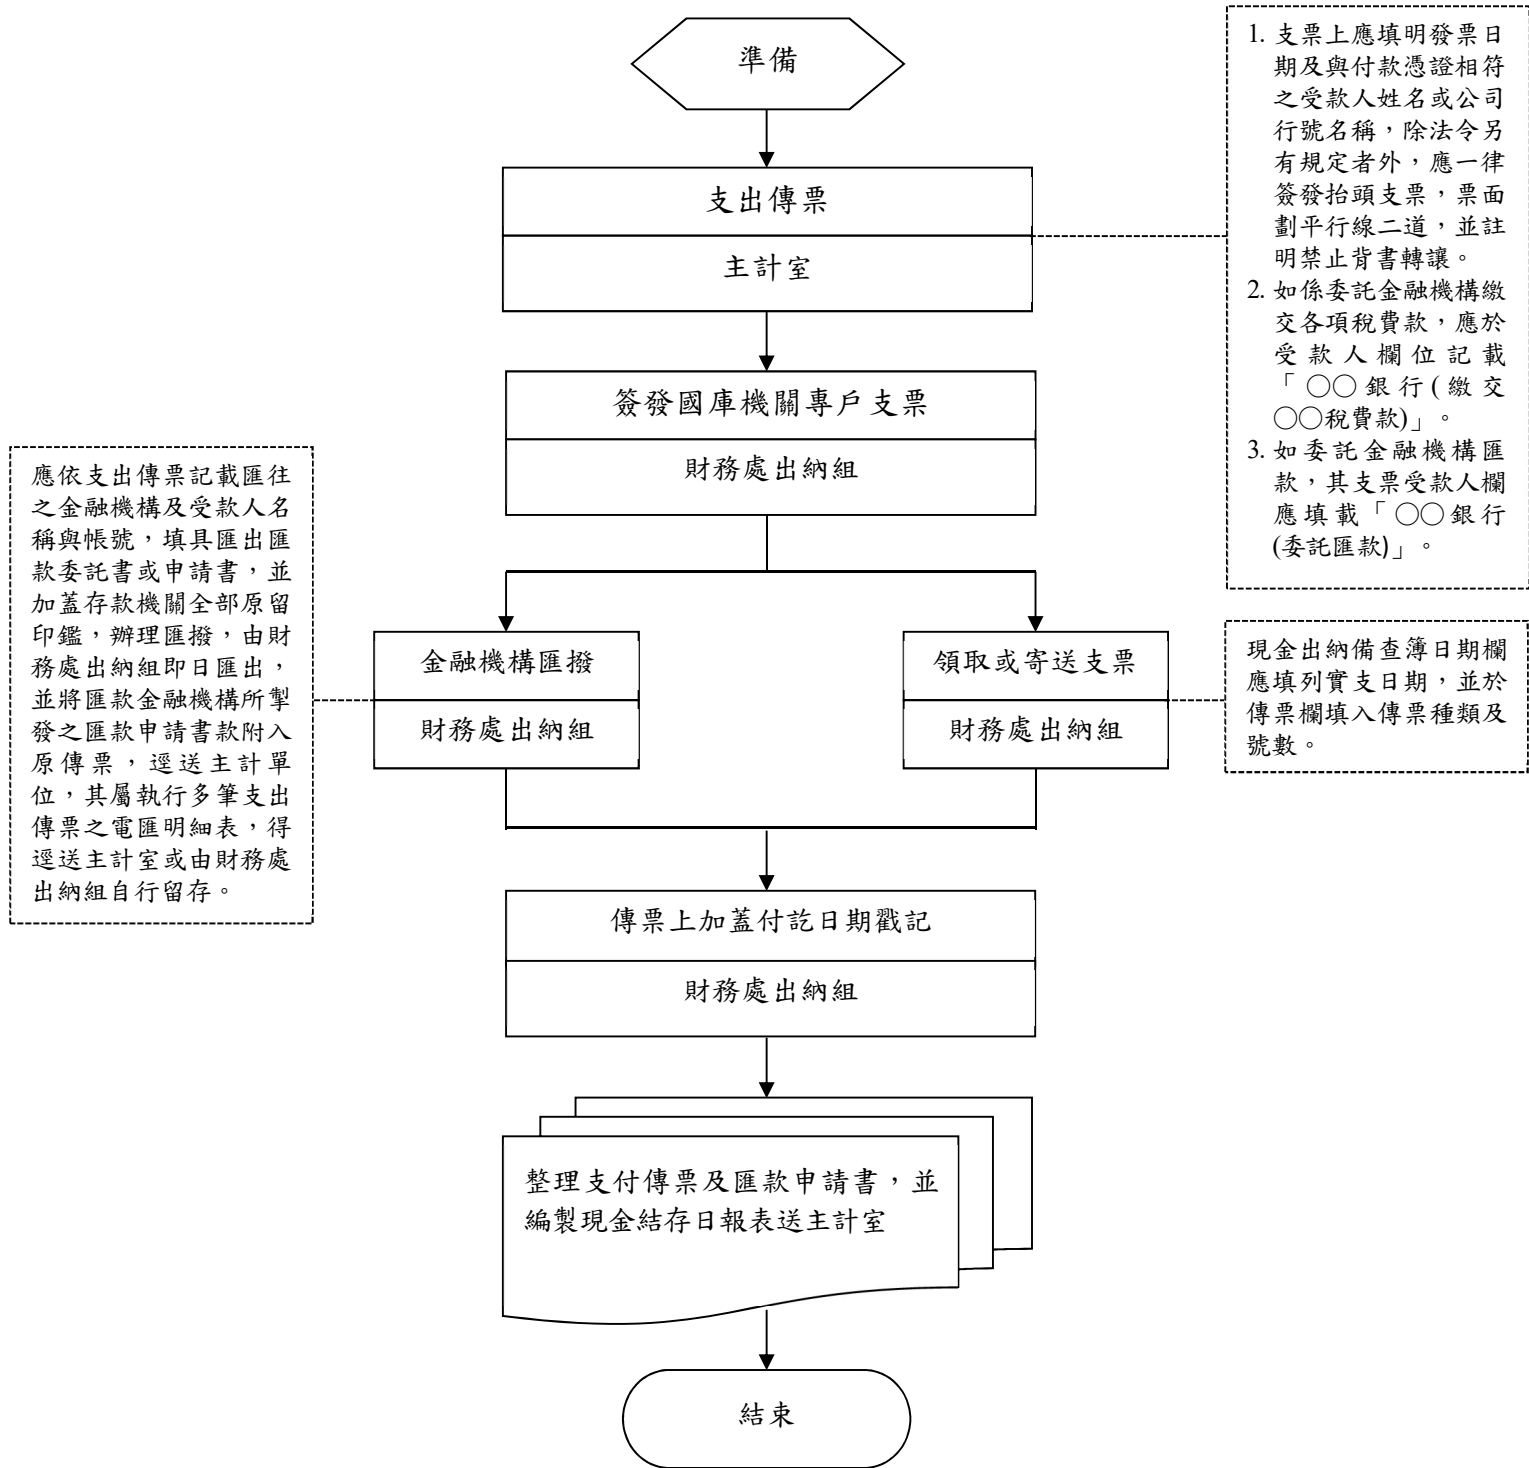 準備
1. 支票上應填明發票日
期及與付款憑證相符
之受款人姓名或公司
行號名稱，除法令另
有規定者外，應一律
簽發抬頭支票，票面
劃平行線二道，並註
明禁止背書轉讓。
2. 如係委託金融機構繳
交各項稅費款，應於
受款人欄位記載
「○○銀行(繳交
○○稅費款)」。
3. 如委託金融機構匯
款，其支票受款人欄
應填載「○○銀行
(委託匯款)」。
支出傳票
主計室
簽發國庫機關專戶支票
財務處出納組
應依支出傳票記載匯往
之金融機構及受款人名
稱與帳號，填具匯出匯
款委託書或申請書，並
加蓋存款機關全部原留
印鑑，辦理匯撥，由財
務處出納組即日匯出，
並將匯款金融機構所掣
發之匯款申請書款附入
原傳票，逕送主計單
位，其屬執行多筆支出
傳票之電匯明細表，得
逕送主計室或由財務處
出納組自行留存。
金融機構匯撥
財務處出納組
領取或寄送支票
財務處出納組
現金出納備查簿日期欄
應填列實支日期，並於
傳票欄填入傳票種類及
號數。
傳票上加蓋付訖日期戳記
財務處出納組
整理支付傳票及匯款申請書，並
編製現金結存日報表送主計室
結束